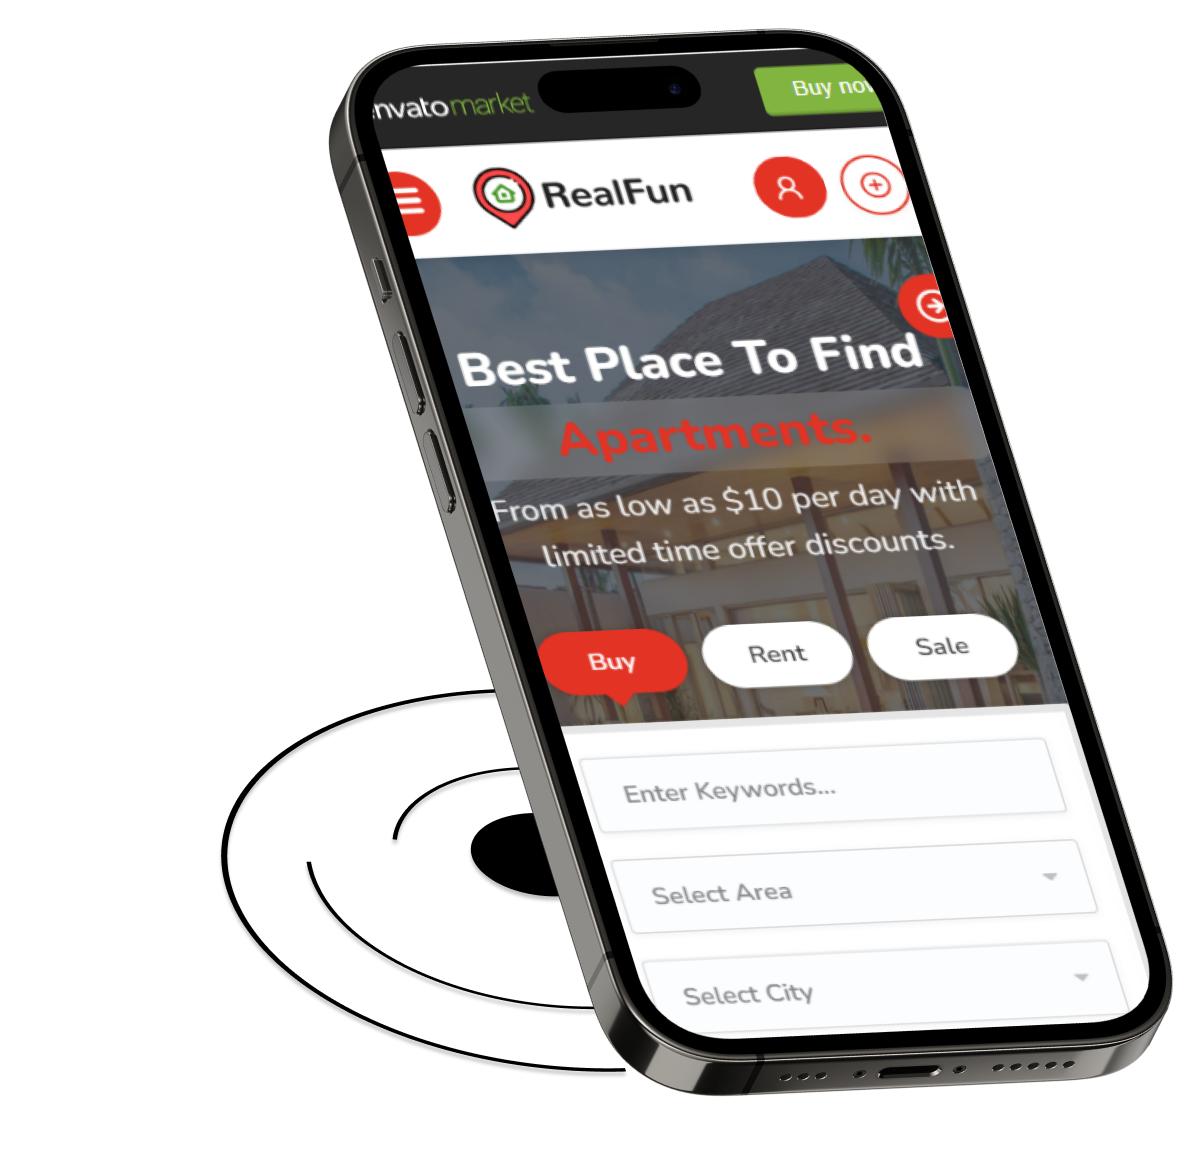 envatomarket
Buy now
RealFun
Best Place To Find
Apartments.
From as low as $10 per day with
limited time offer discounts.
Buy
Rent
Sale
Enter Keywords...
Select Area
Select City